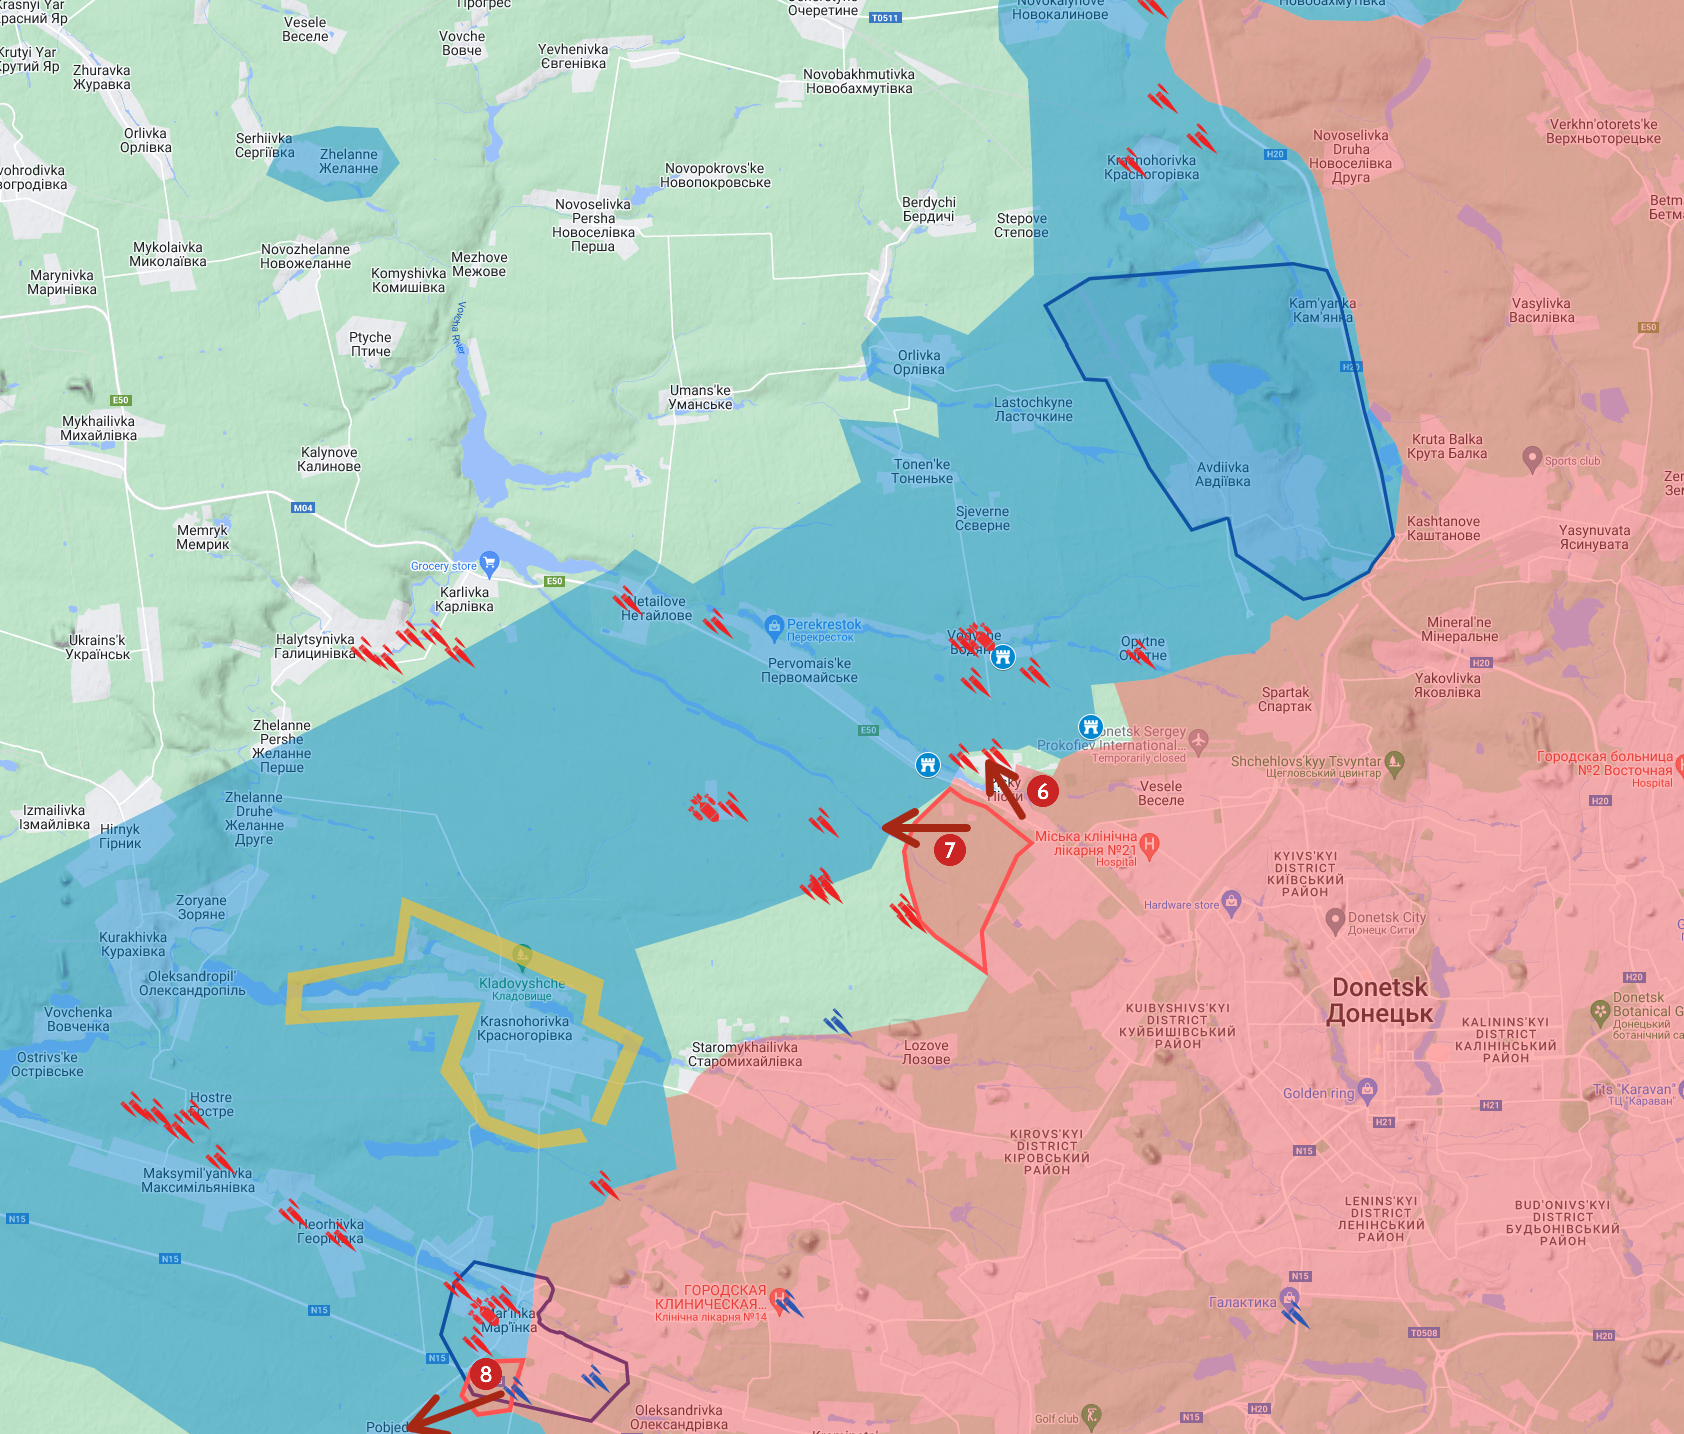 Krasnyi Yar
Красний Яр
Krutyi Yar
Крутий Яр
Vesele
Веселе
Прогрес
Vovche
Вовче
Zhuravka
Журавка
Yevhenivka
Євгенівка
Очеретине
T0511
Новокалинове
Новобахмутівка
Novobakhmutivka
Новобахмутівка
Orlivka
Орлівка
Serhiivka
Сергіївка
Zhelanne
Желанне
Novopokrovs'ke
Новопокровське
Krasnohorivka
Красногорівка
H20
Novoselivka
Druha
Новоселівка
Друга
Verkhn'otorets'ke
Верхньоторецьке
Novoselivka
Persha
Новоселівка
Перша
Berdychi
Бердичі
Stepove
Степове
Mykolaivka
Миколаївка
Novozhelanne
Новожеланне
Mezhove
Межове
Komyshivka
Комишівка
Marynivka
Маринівка
Vovcha River
Ptyche
Птиче
Kam'yanka
Кам'янка
Vasylivka
Василівка
E50
Orlivka
Орлівка
H20
Umans'ke
Уманське
Lastochkyne
Ласточкине
E50
Mykhailivka
Михайлівка
Kalynove
Калинове
Tonen'ke
Тоненьке
Avdiivka
Авдіївка
Kruta Balka
Крута Балка
Sports club
M04
Memryk
Мемрик
Sjeverne
Сєверне
Kashtanove
Каштанове
Yasynuvata
Ясинувата
Grocery store
E50
Karlivka
Карлівка
Netailove
Нетайлове
Perekrestok
Перекресток
Ukrains'k
Українськ
Halytsynivka
Галицинівка
Vodyane
Водяне
Opytne
Опитне
Mineral'ne
Мінеральне
H20
Pervomais'ke
Первомайське
Yakovlivka
Яковлівка
Spartak
Спартак
Zhelanne
Pershe
Желанне
Перше
E50
Donetsk Sergey
Prokofiev International...
Temporarily closed
Shchehlovs'kyy Tsvyntar
Щегловський цвинтар
Городская больница
№2 Восточная
Hospital
6
Vesele
Веселе
H20
Izmailivka
Ізмайлівка
Hirnyk
Гірник
Zhelanne
Druhe
Желанне
Друге
7
Міська клінічна
лікарня №21
Hospital
KYIVS'KYI
DISTRICT
КИЇВСЬКИЙ
РАЙОН
Zoryane
Зоряне
Hardware store
Donetsk City
Донецк Сити
Kurakhivka
Курахівка
Oleksandropil'
Олександропіль
Kladovyshche
Кладовище
H20
Donetsk
Донецьк
Vovchenka
Вовченка
Krasnohorivka
Красногорівка
KUIBYSHIVS'KYI
DISTRICT
КУЙБИШІВСЬКИЙ
РАЙОН
KALININS'KYI
DISTRICT
КАЛІНІНСЬКИЙ
РАЙОН
Donetsk
Botanical G
Донецький
ботанічний са
Ostrivs'ke
Острівське
Staromykhailivka
Старомихайлівка
Lozove
Лозове
Hostre
Гостре
Golden ring
H21
H21
Tts "Karavan"
ТЦ "Караван"
KIROVS'KYI
DISTRICT
КІРОВСЬКИЙ
РАЙОН
N15
Maksymil'yanivka
Максимільянівка
N15
Heorhiivka
Георгіївка
LENINS'KYI
DISTRICT
ЛЕНІНСЬКИЙ
РАЙОН
BUD'ONIVS'KYI
DISTRICT
БУДЬОНІВСЬКИЙ
РАЙОН
N15
N15
N15
ГОРОДСКАЯ
КЛИНИЧЕСКАЯ...
Клінічна лікарня №14
Галактика
Mar'inka
Мар'їнка
T0508
H20
N15
8
Oleksandrivka
Олександрівка
Golf club
N15
H20